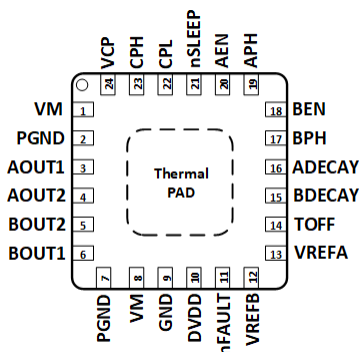 VCP
CPH
CPL
nSLEEP
AEN
APH
24
23
22
21
20
19
VM 1
PGND 2
AOUT1 3
AOUT2 4
BOUT2 5
BOUT1 6
Thermal
PAD
18 BEN
17 BPH
16 ADECAY
15 BDECAY
14 TOFF
13 VREFA
7
8
9
10
11
12
PGND
VM
GND
DVDD
nFAULT
VREFB